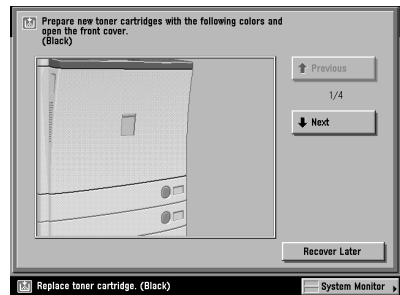 Prepare new toner cartridges with the following colors and
open the front cover.
(Black)
Previous
1/4
Next
Recover Later
Replace toner cartridge. (Black)
System Monitor